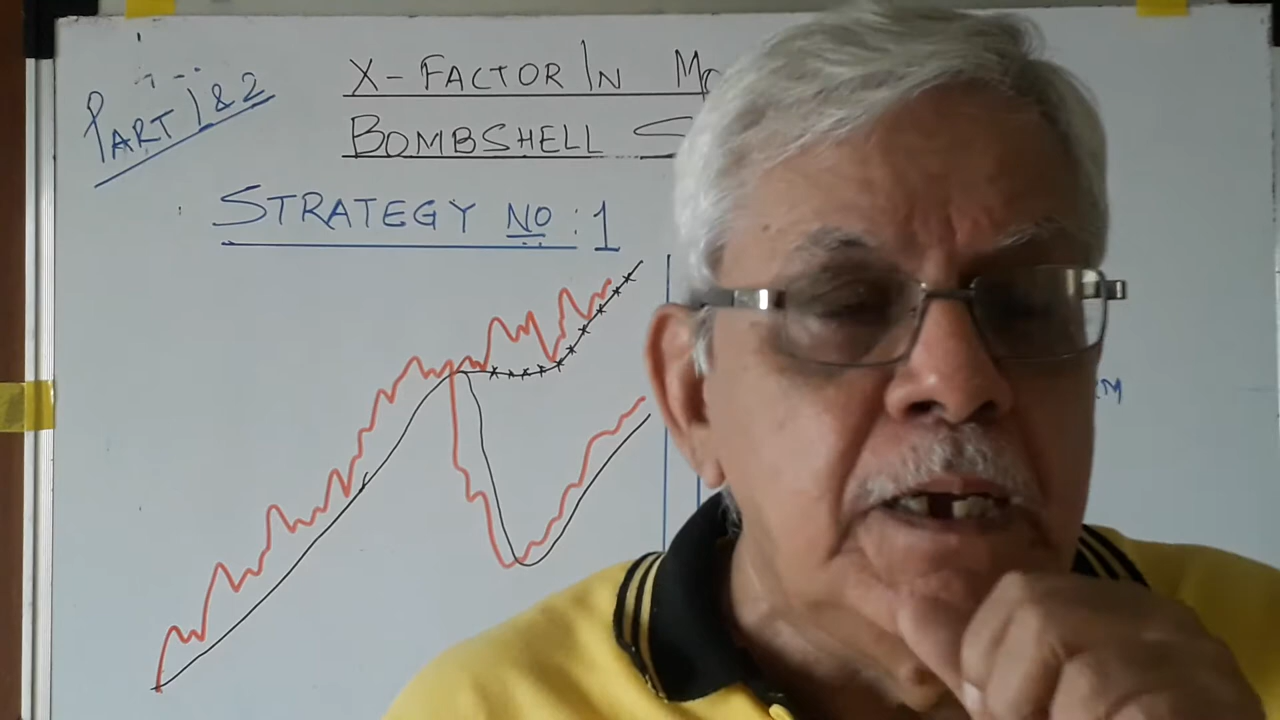 PART 1 & 2
X-FACTOR IN
BOMBSHELL
STRATEGY NO: 1